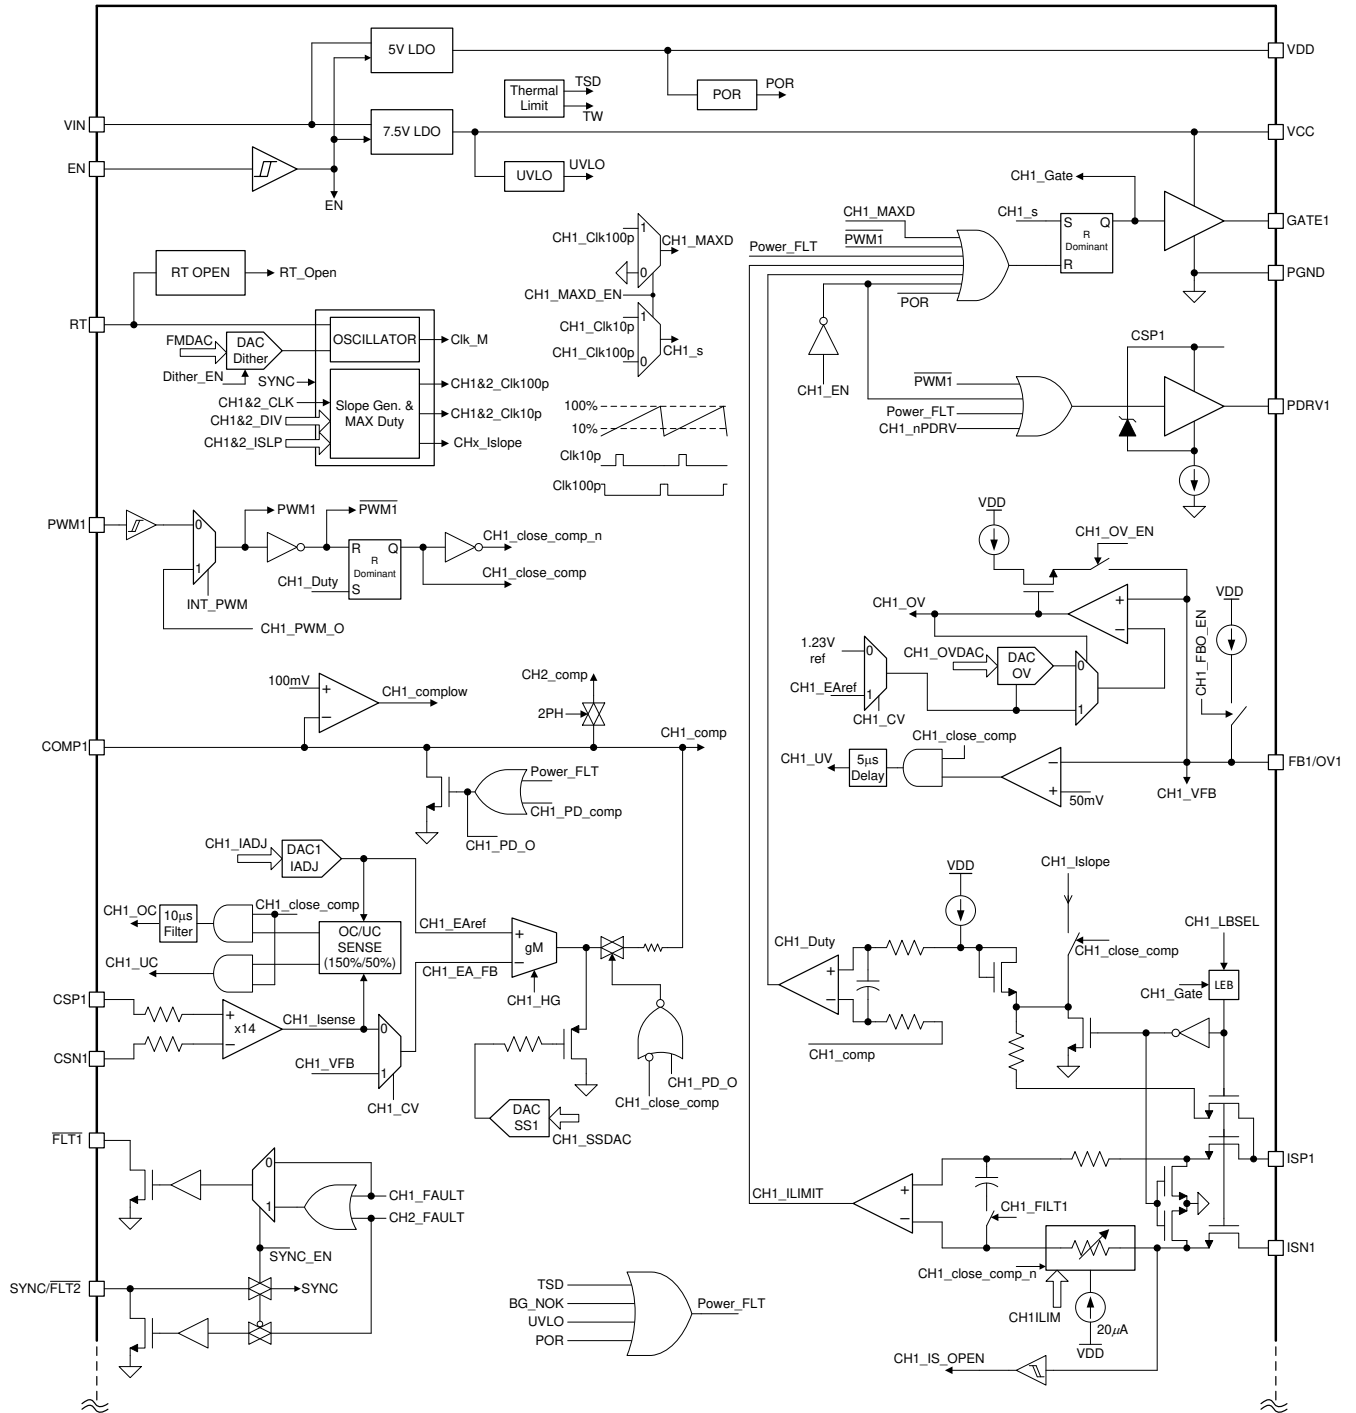 5V LDO
VDD
Thermal
Limit
TSD
TW
POR
POR
VIN
7.5V LDO
VCC
EN
EN
UVLO
UVLO
CH1_Gate
CH1_MAXD
CH1_s
S
Q
R
Dominant
R
GATE1
PWM1
Power_FLT
POR
PGND
CH1_Clk100p
1
CH1_MAXD
0
CH1_MAXD_EN
CH1_Clk10p
1
CH1_Clk100p
0
CH1_s
RT OPEN
RT_Open
RT
FMDAC
DAC
Dither
Dither_EN
OSCILLATOR
Clk_M
SYNC
CH1&2_CLK
CH1&2_DIV
CH1&2_ISLP
Slope Gen. &
MAX Duty
CH1&2_Clk100p
CH1&2_Clk10p
CHx_Islope
100%
10%
Clk10p
Clk100p
CH1_EN
CSP1
PWM1
Power_FLT
CH1_nPDRV
PDRV1
PWM1
0
1
INT_PWM
CH1_PWM_O
PWM1
PWM1
R
Q
R
Dominant
S
CH1_Duty
CH1_close_comp_n
CH1_close_comp
VDD
CH1_OV_EN
CH1_OV
+
−
VDD
CH1_FBO_EN
1.23V
ref
0
CH1_EAref
1
CH1_CV
CH1_OVDAC
DAC
OV
0
1
100mV
+
−
CH1_complow
CH2_comp
2PH
COMP1
CH1_comp
Power_FLT
CH1_PD_comp
CH1_PD_O
CH1_UV
5µs
Delay
CH1_close_comp
−
+
50mV
CH1_VFB
FB1/OV1
CH1_IADJ
DAC1
IADJ
CH1_OC
10µs
Filter
CH1_close_comp
CH1_UC
OC/UC
SENSE
(150%/50%)
CH1_EAref
+
gM
−
CH1_EA_FB
CH1_HG
CSP1
+
x14
−
CSN1
CH1_Isense
0
CH1_VFB
1
CH1_CV
DAC
SS1
CH1_SSDAC
CH1_PD_O
CH1_close_comp
VDD
CH1_Islope
CH1_Duty
+
−
CH1_comp
CH1_close_comp
CH1_LBSEL
LEB
CH1_Gate
FLT1
0
1
CH1_FAULT
CH2_FAULT
SYNC_EN
SYNC/FLT2
SYNC
TSD
BG_NOK
UVLO
POR
Power_FLT
CH1_ILIMIT
+
−
CH1_FILT1
ISP1
ISN1
CH1_close_comp_n
CH1ILIM
20µA
VDD
CH1_IS_OPEN